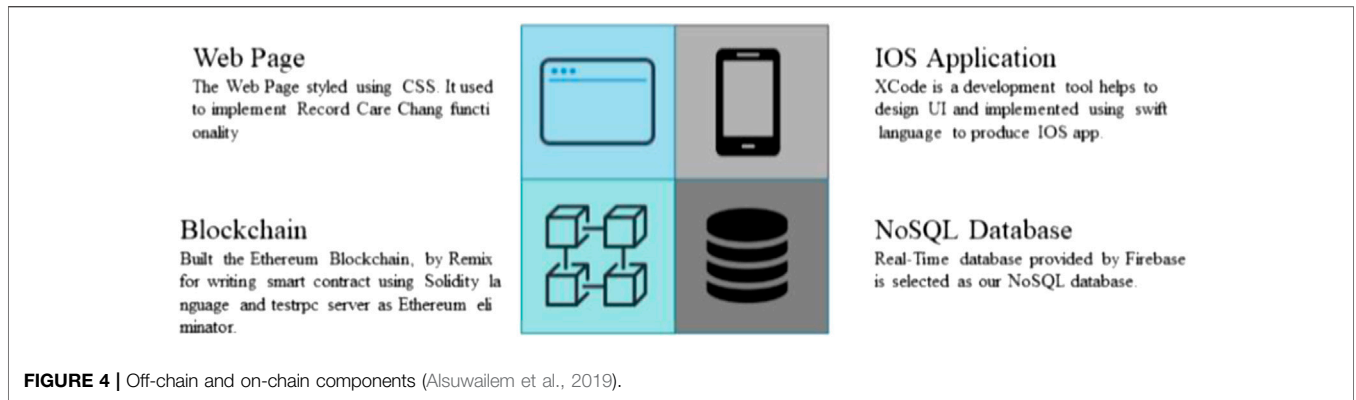 Web Page
The Web Page styled using CSS. It used
to implement Record Care Chang functi
onality
IOS Application
XCode is a development tool helps to
design UI and implemented using swift
language to produce IOS app.
Blockchain
Built the Ethereum Blockchain, by Remix
for writing smart contract using Solidity la
nguage and testrpc server as Ethereum eli
minator.
NoSQL Database
Real-Time database provided by Firebase
is selected as our NoSQL database.
FIGURE 4 | Off-chain and on-chain components (Alsuwailem et al., 2019).